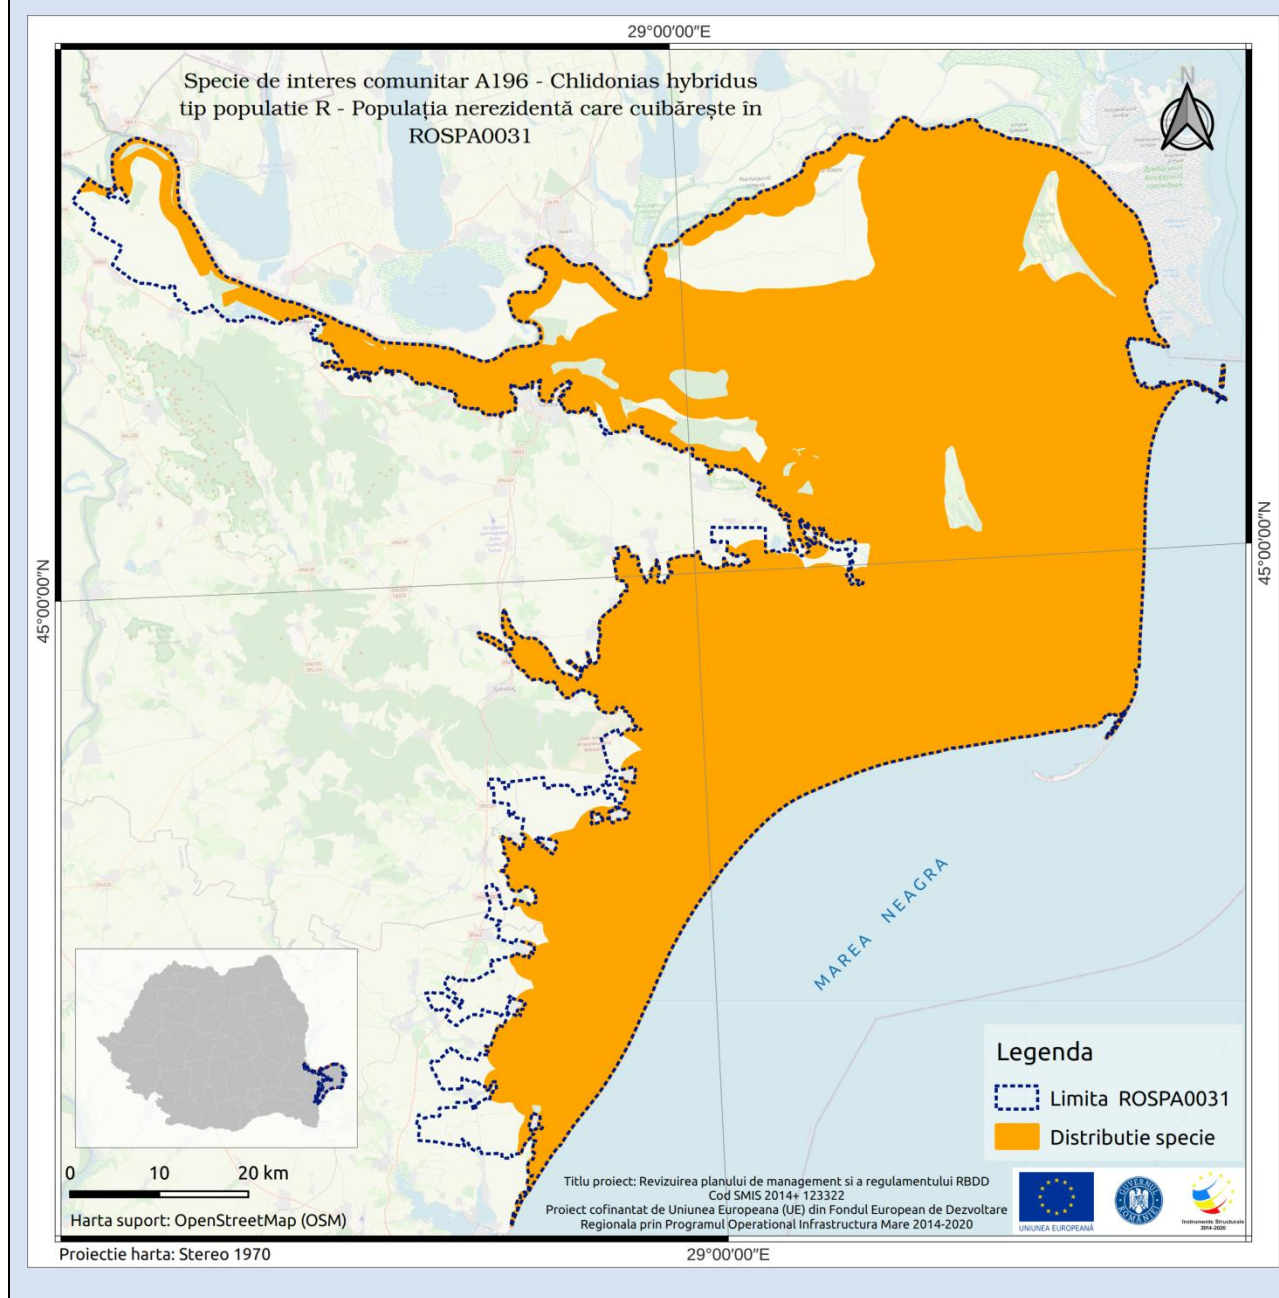 29°00′00″E
Specie de interes comunitar A196 - Chlidonias hybridus
tip populatie R - Populația nerezidentă care cuibărește în
ROSPA0031
N
45°00′00″N
45°00′00″N
MAREA NEAGRA
Legenda
Limita ROSPA0031
Distributie specie
0 10 20 km
Harta suport: OpenStreetMap (OSM)
Titlu proiect: Revizuirea planului de management si a regulamentului RBDD
Cod SMIS 2014+ 123322
Proiect cofinantat de Uniunea Europeana (UE) din Fondul European de Dezvoltare
Regionala prin Programul Operational Infrastructura Mare 2014-2020
UNIUNEA EUROPEANĂ
GUVERNUL ROMÂNIEI
Instrumente Structurale
2014-2020
Proiectie harta: Stereo 1970
29°00′00″E